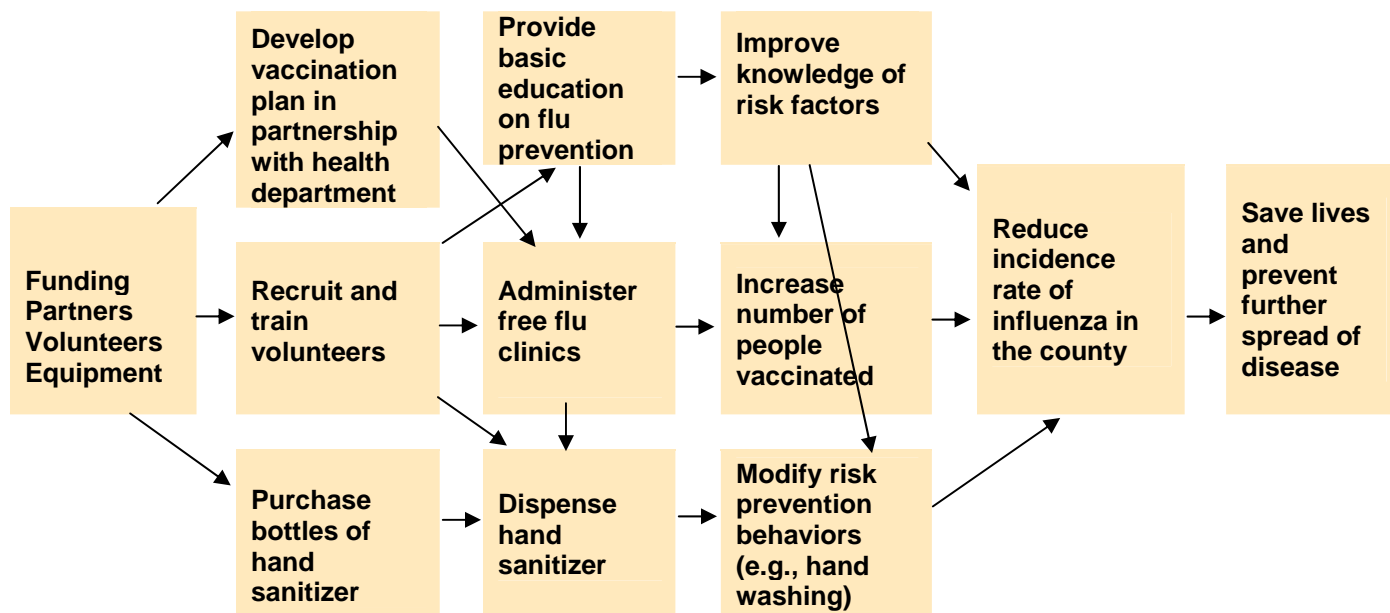 Funding
Partners
Volunteers
Equipment
Develop
vaccination
plan in
partnership
with health
department
Recruit and
train
volunteers
Purchase
bottles of
hand
sanitizer
Provide
basic
education
on flu
prevention
Administer
free flu
clinics
Dispense
hand
sanitizer
Improve
knowledge of
risk factors
Increase
number of
people
vaccinated
Modify risk
prevention
behaviors
(e.g., hand
washing)
Reduce
incidence
rate of
influenza in
the county
Save lives
and
prevent
further
spread of
disease